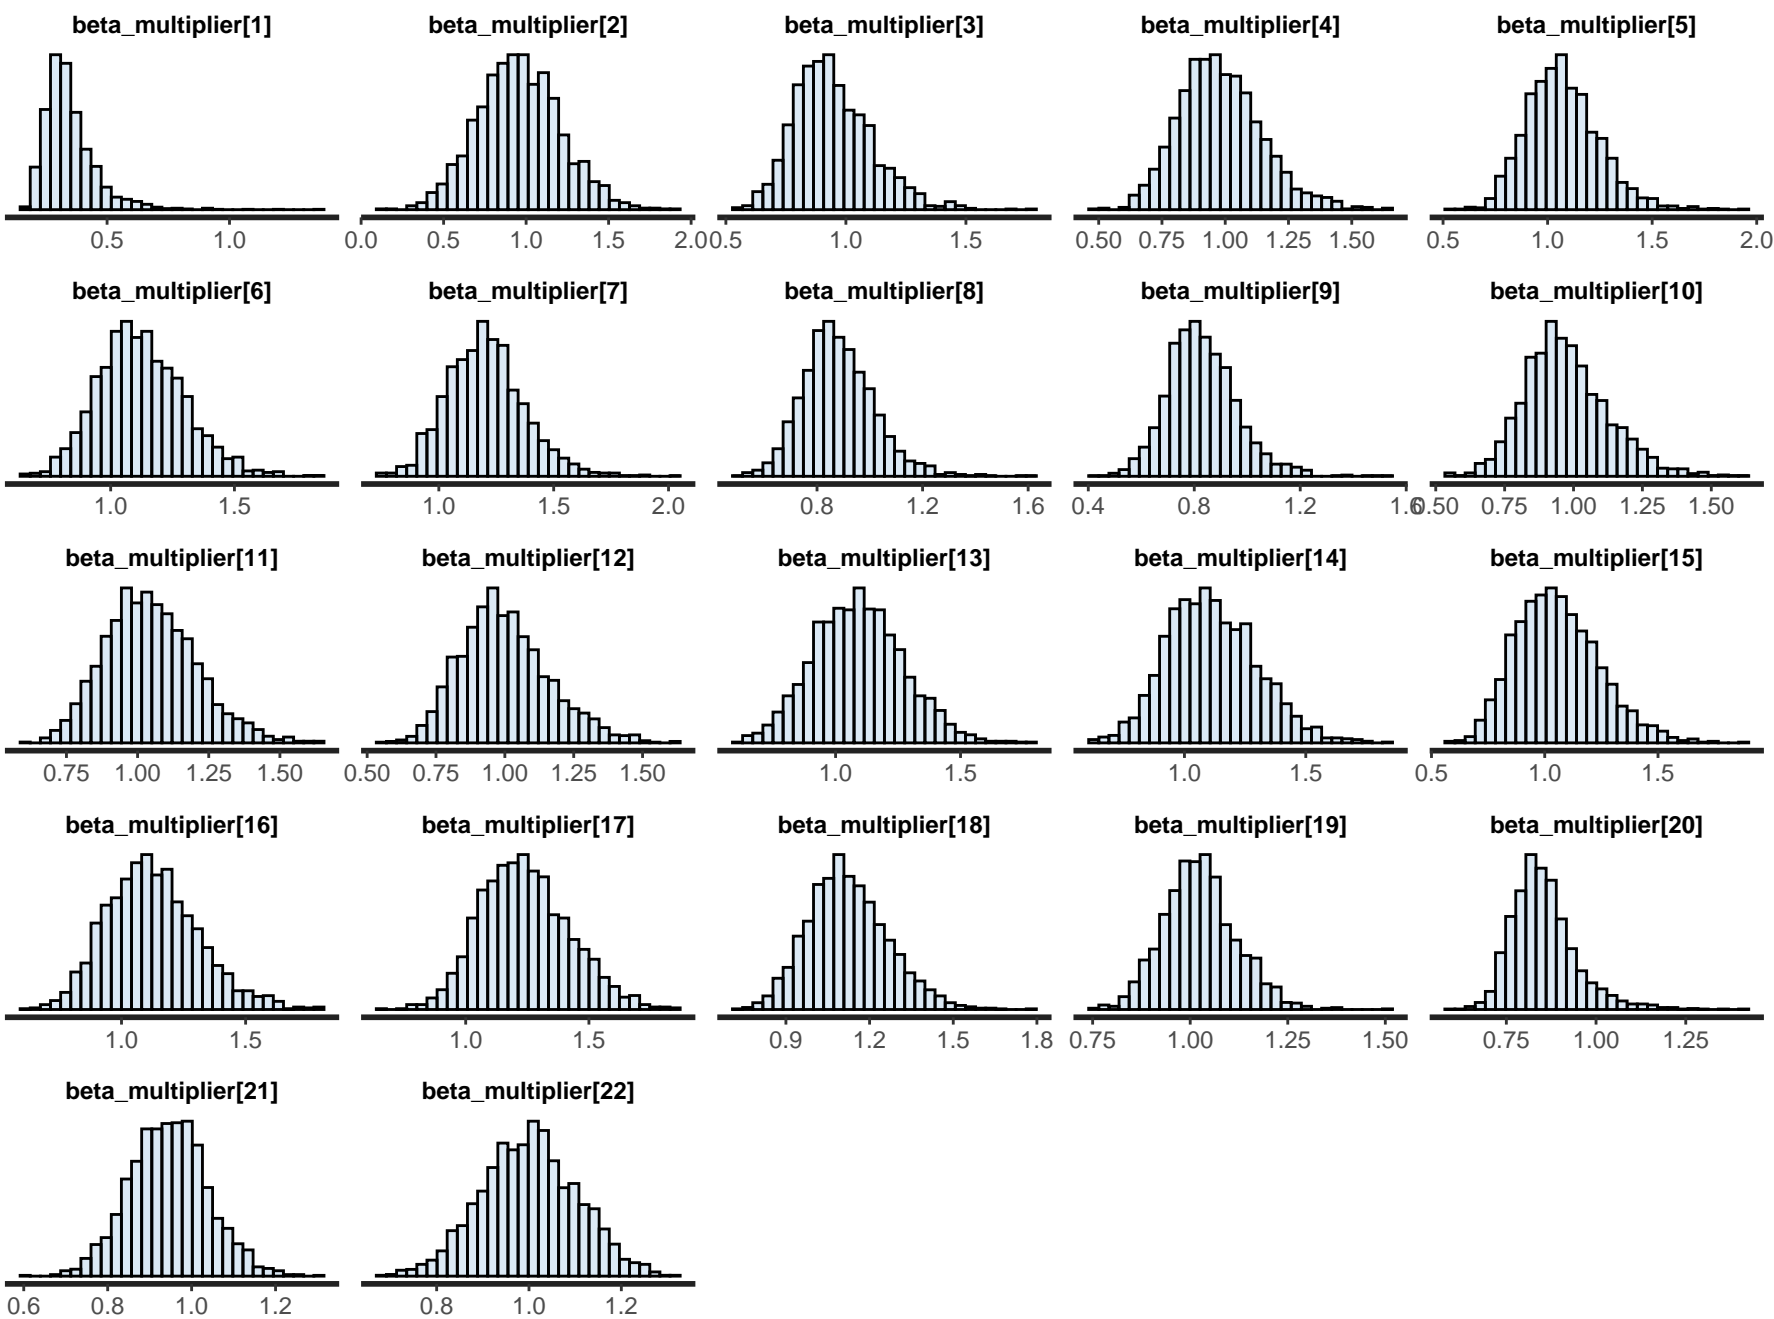 beta_multiplier[1] beta_multiplier[2] beta_multiplier[3] beta_multiplier[4] beta_multiplier[5]
0.5 1.0 0.0 0.5 1.0 1.5 2.0 0.5 1.0 1.5 0.50 0.75 1.00 1.25 1.50 0.5 1.0 1.5 2.0
beta_multiplier[6] beta_multiplier[7] beta_multiplier[8] beta_multiplier[9] beta_multiplier[10]
1.0 1.5 1.0 1.5 2.0 0.8 1.2 1.6 0.4 0.8 1.2 1.6 0.50 0.75 1.00 1.25 1.50
beta_multiplier[11] beta_multiplier[12] beta_multiplier[13] beta_multiplier[14] beta_multiplier[15]
0.75 1.00 1.25 1.50 0.50 0.75 1.00 1.25 1.50 1.0 1.5 1.0 1.5 0.5 1.0 1.5
beta_multiplier[16] beta_multiplier[17] beta_multiplier[18] beta_multiplier[19] beta_multiplier[20]
1.0 1.5 1.0 1.5 0.9 1.2 1.5 1.8 0.75 1.00 1.25 1.50 0.75 1.00 1.25
beta_multiplier[21] beta_multiplier[22]
0.6 0.8 1.0 1.2 0.8 1.0 1.2